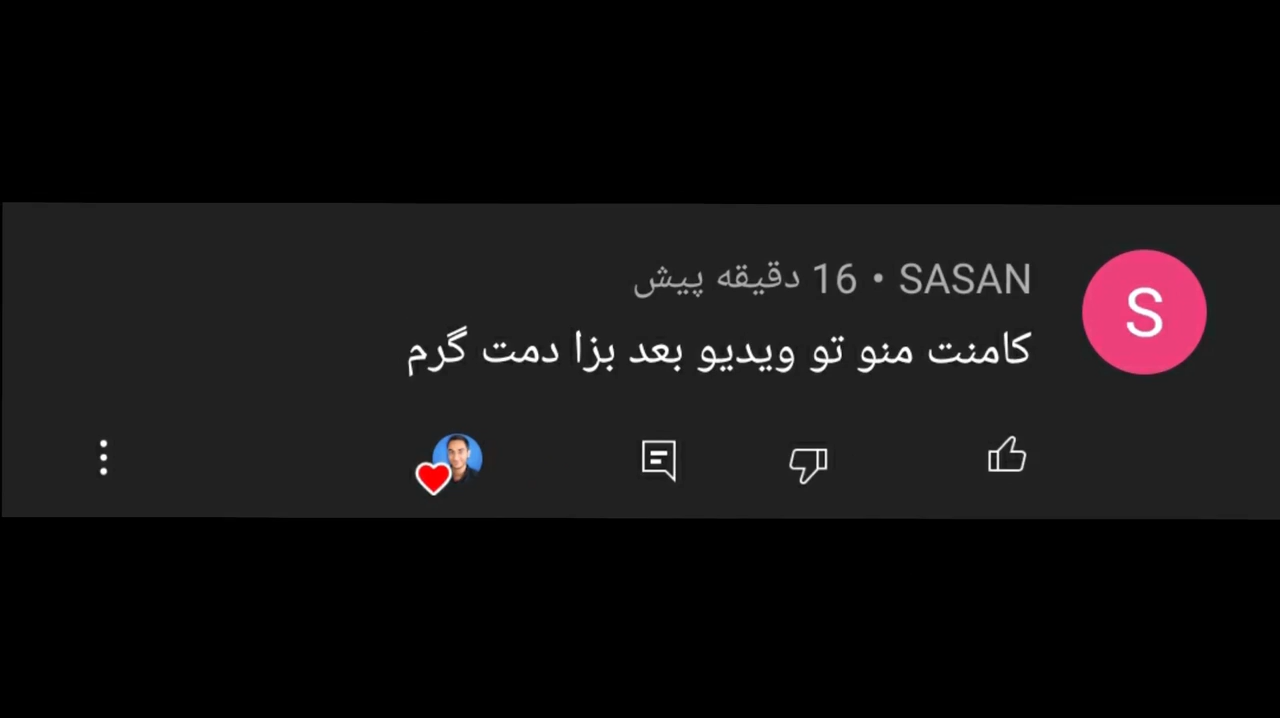 S
SASAN • 16 دقیقه پیش
کامنت منو تو ویدیو بعد بزا دمت گرم